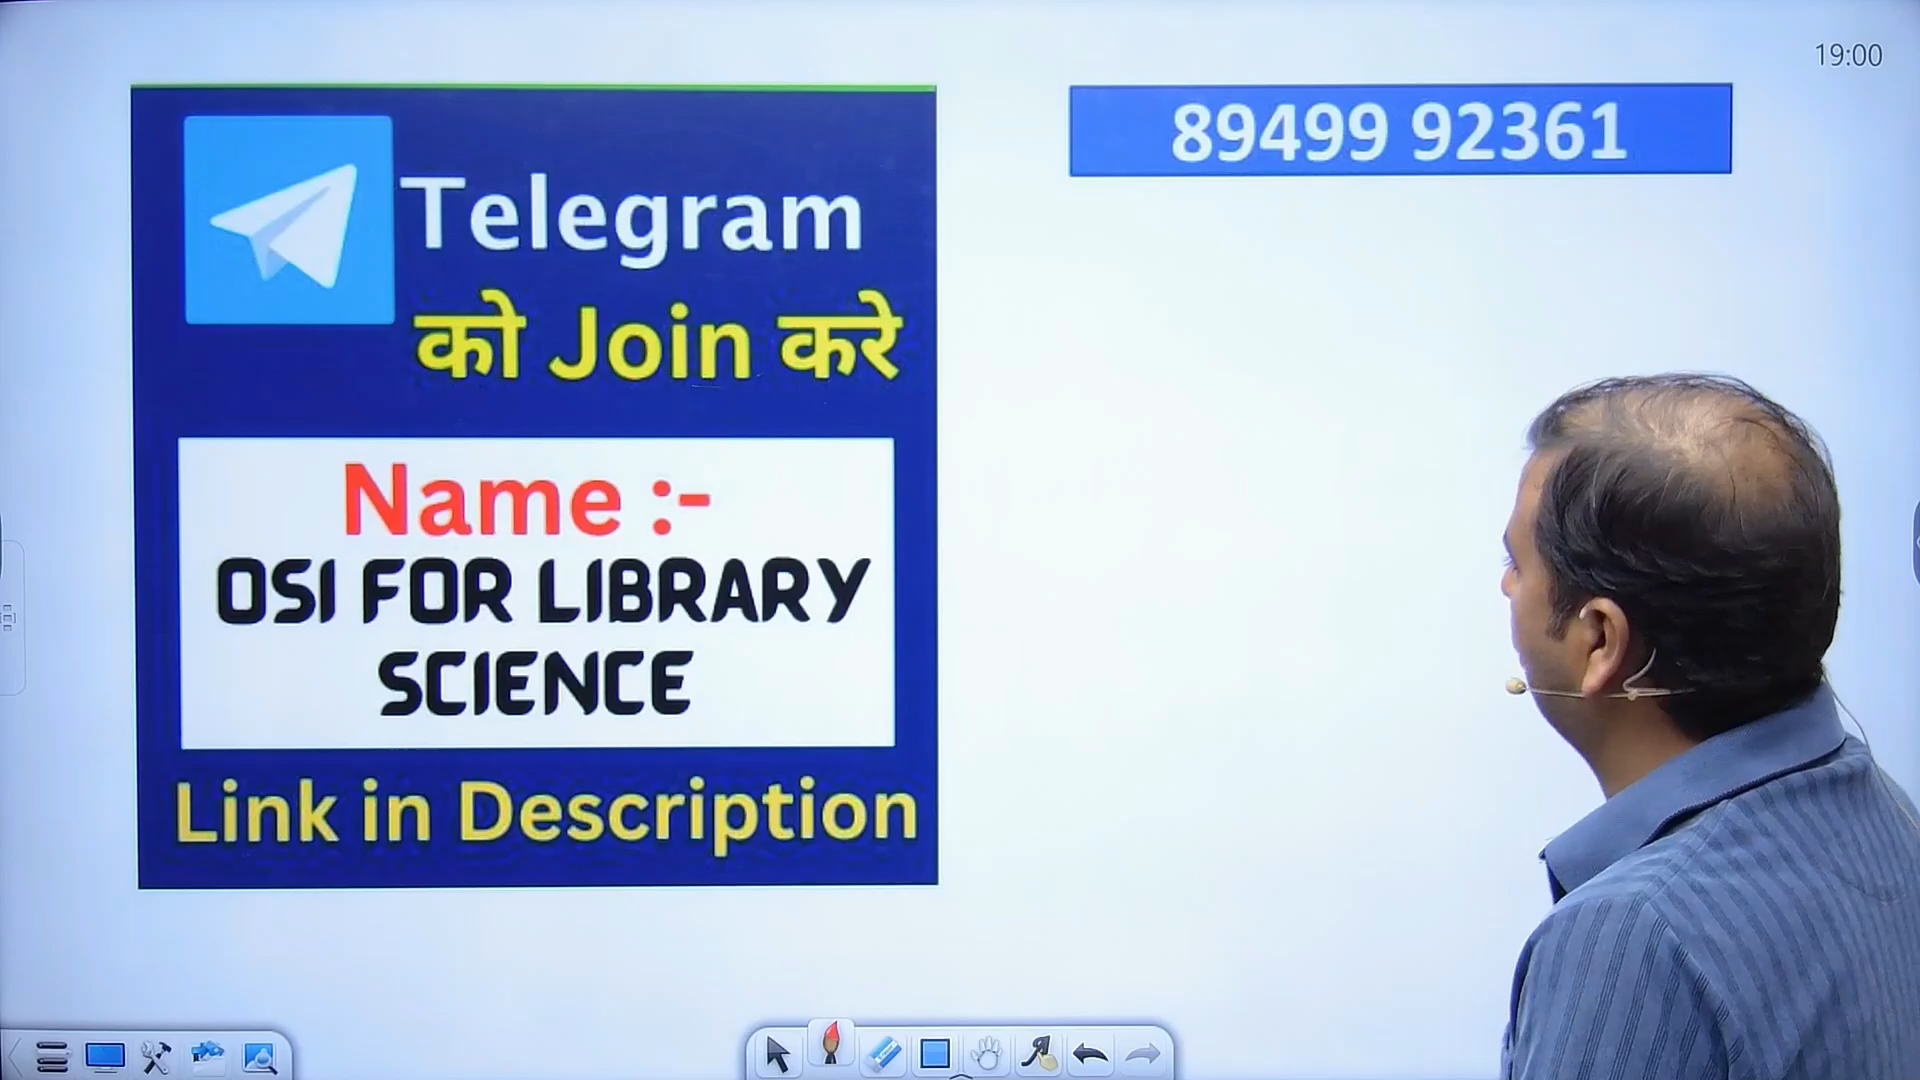 19:00
89499 92361
Telegram
को Join करे
Name :-
OSI FOR LIBRARY
SCIENCE
Link in Description